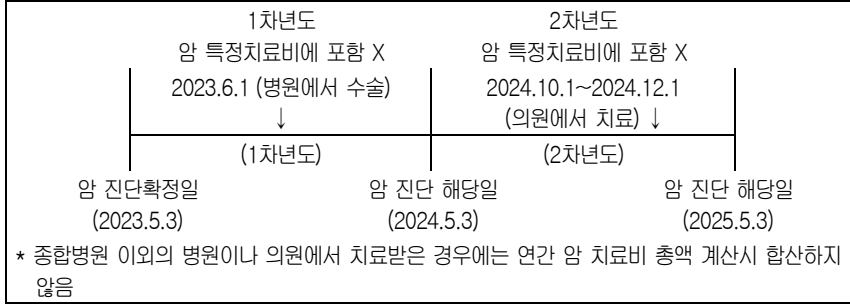 1차년도 2차년도
암 특정치료비에 포함 X 암 특정치료비에 포함 X
2023.6.1 (병원에서 수술) 2024.10.1~2024.12.1
↓ (의원에서 치료) ↓
(1차년도) (2차년도)
암 진단확정일 암 진단 해당일 암 진단 해당일
(2023.5.3) (2024.5.3) (2025.5.3)
* 종합병원 이외의 병원이나 의원에서 치료받은 경우에는 연간 암 치료비 총액 계산시 합산하지
않음